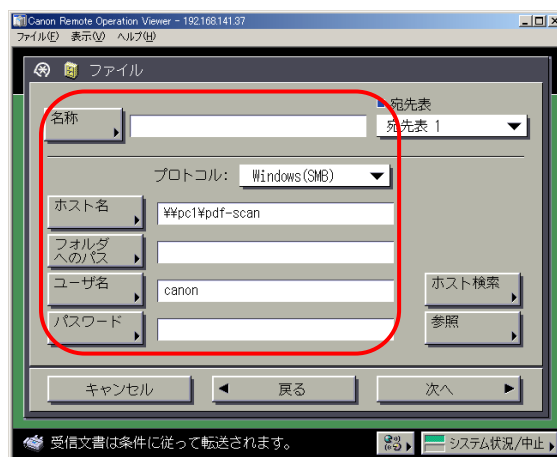 Canon Remote Operation Viewer - 192.168.141.37
ファイル(F) 表示(V) ヘルプ(H)
ファイル
名称
宛先表
宛先表 1
プロトコル: Windows(SMB)
ホスト名 ¥¥pc1¥pdf-scan
フォルダ
へのパス
ユーザ名 canon
ホスト検索
パスワード
参照
キャンセル 戻る 次へ
受信文書は条件に従って転送されます。 システム状況/中止